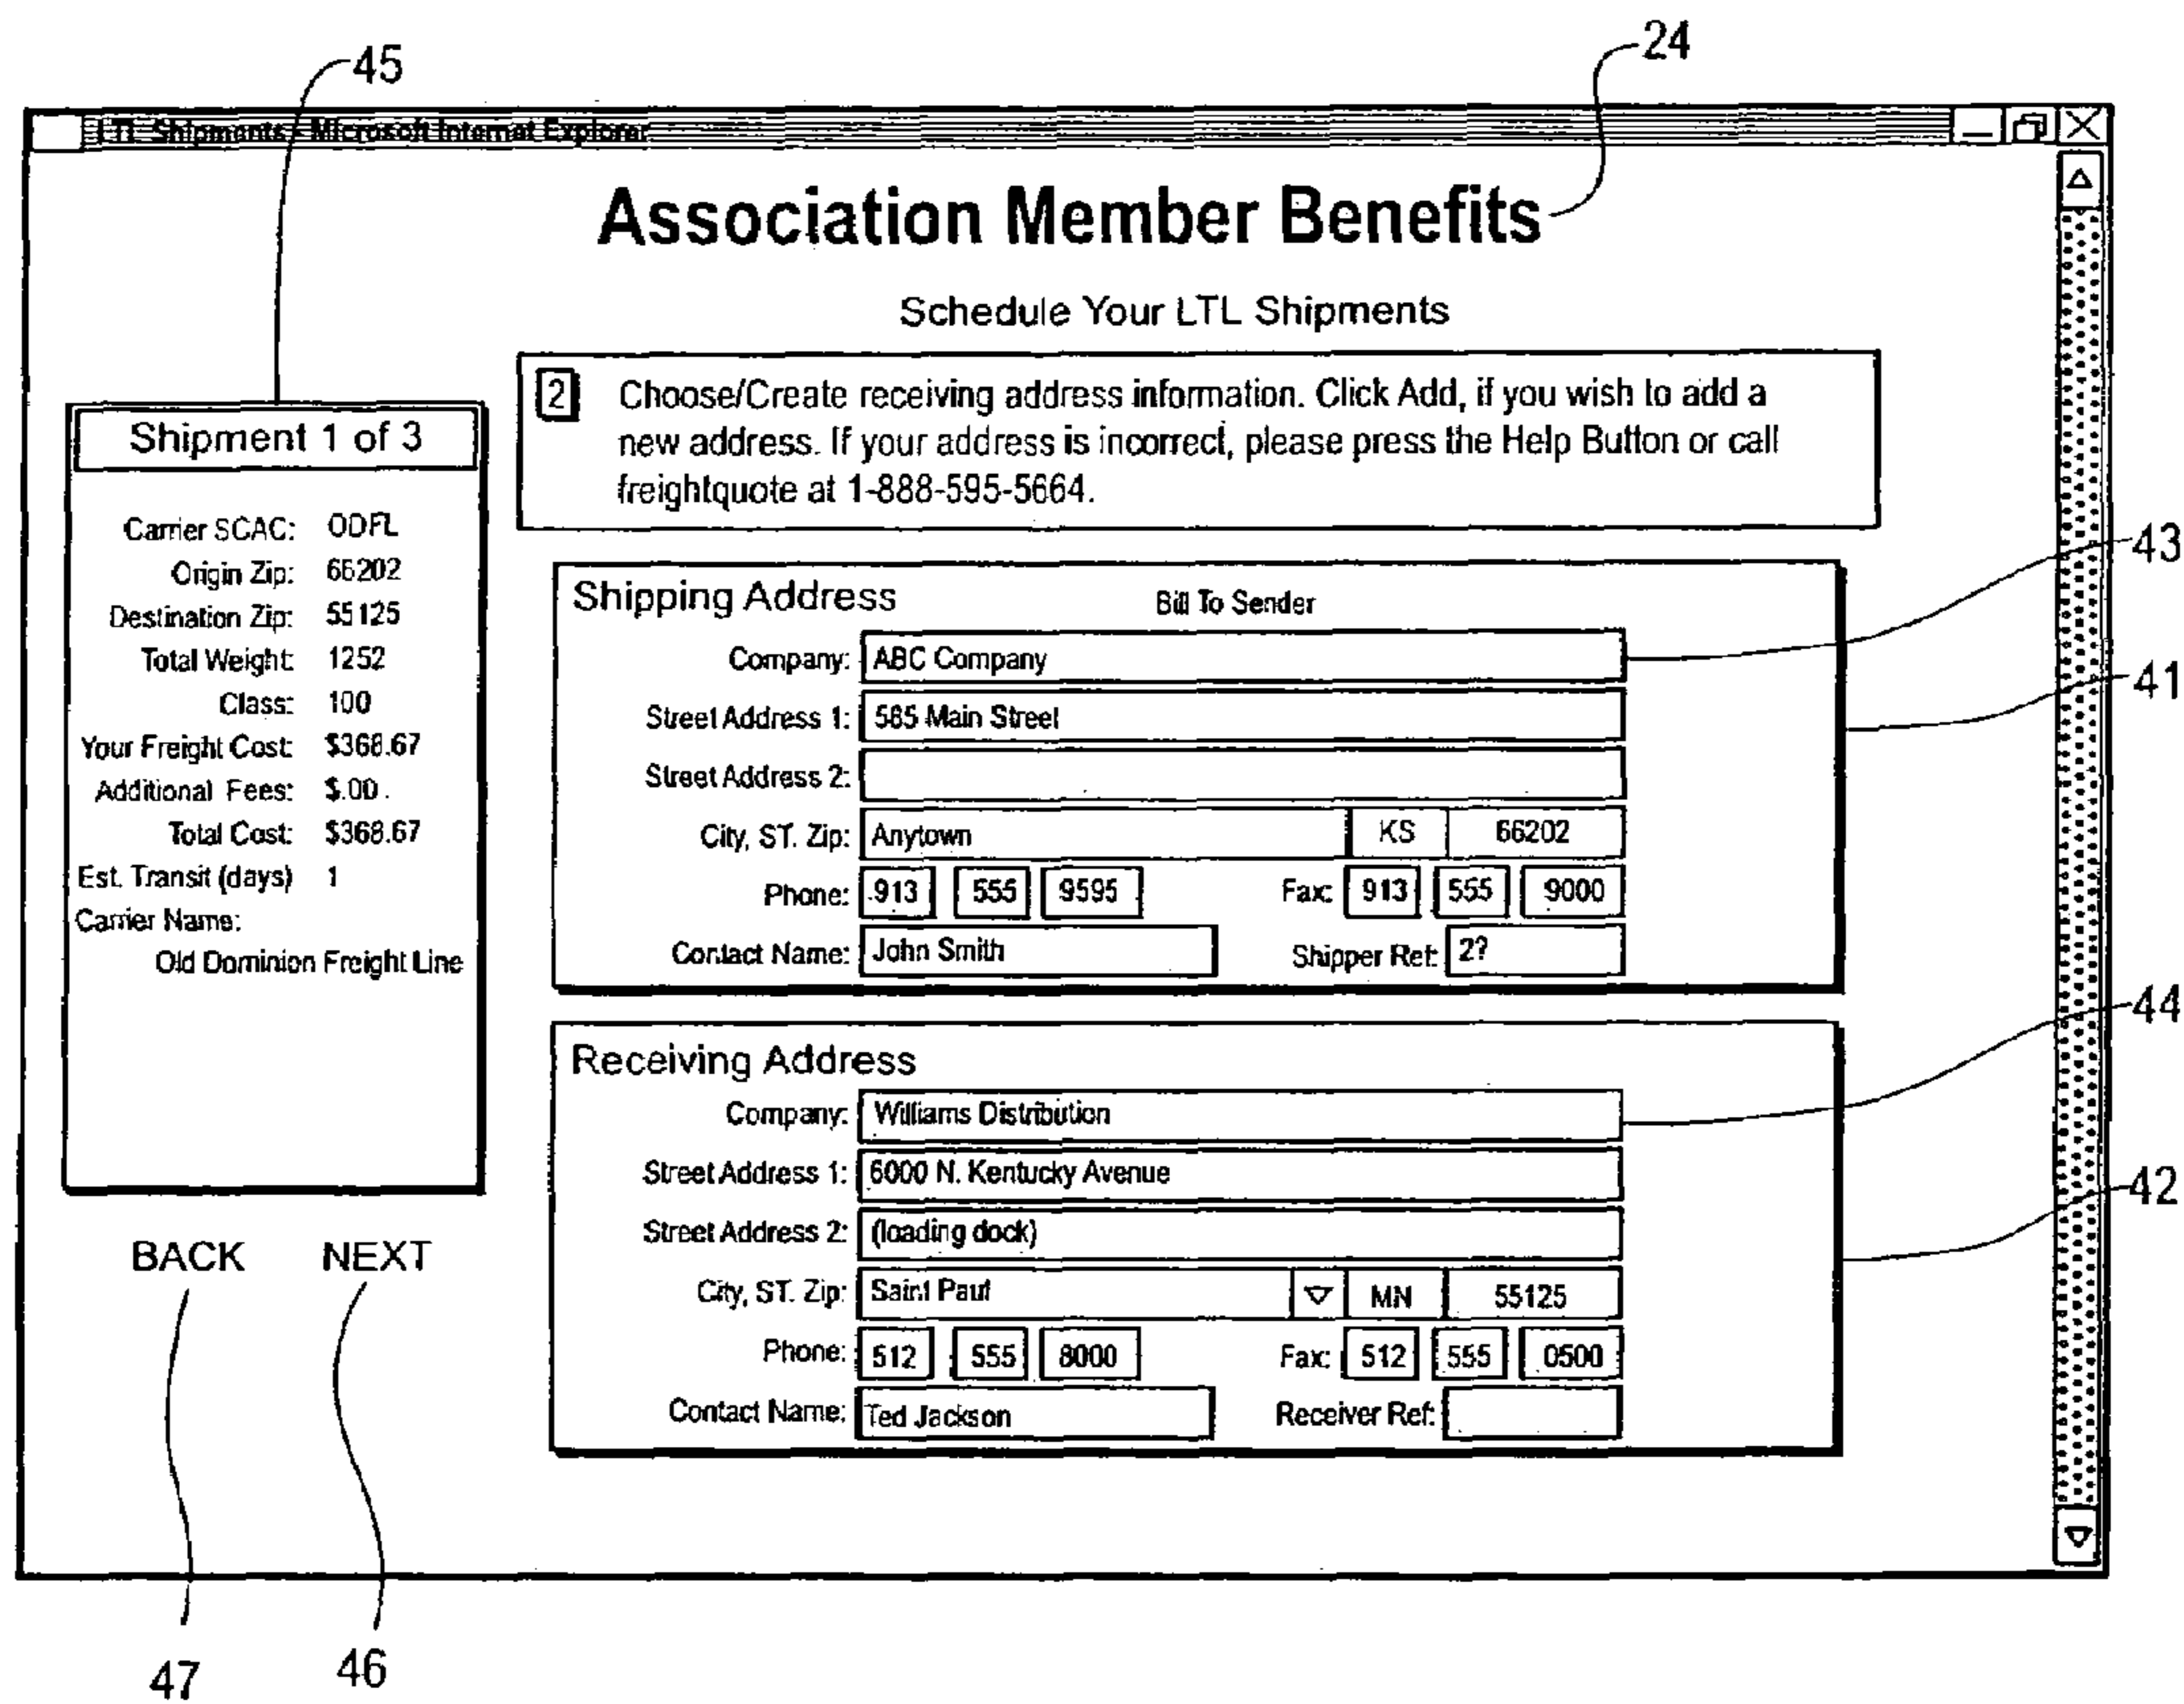 45
24
LTL Shipments - Microsoft Internet Explorer
Association Member Benefits
Schedule Your LTL Shipments
2 Choose/Create receiving address information. Click Add, if you wish to add a
new address. If your address is incorrect, please press the Help Button or call
freightquote at 1-888-595-5664.
Shipment 1 of 3
Carrier SCAC: ODFL
Origin Zip: 66202
Destination Zip: 55125
Total Weight: 1252
Class: 100
Your Freight Cost: $368.67
Additional Fees: $.00
Total Cost: $368.67
Est. Transit (days) 1
Carrier Name:
Old Dominion Freight Line
BACK NEXT
47
46
43
Shipping Address Bill To Sender
Company: ABC Company
41
Street Address 1: 565 Main Street
Street Address 2:
City, ST. Zip: Anytown KS 66202
Phone: 913 555 9595 Fax: 913 555 9000
Contact Name: John Smith Shipper Ref: 2?
44
Receiving Address
Company: Williams Distribution
Street Address 1: 6000 N. Kentucky Avenue
42
Street Address 2: (loading dock)
City, ST. Zip: Saint Paul MN 55125
Phone: 512 555 8000 Fax: 512 555 0500
Contact Name: Ted Jackson Receiver Ref: